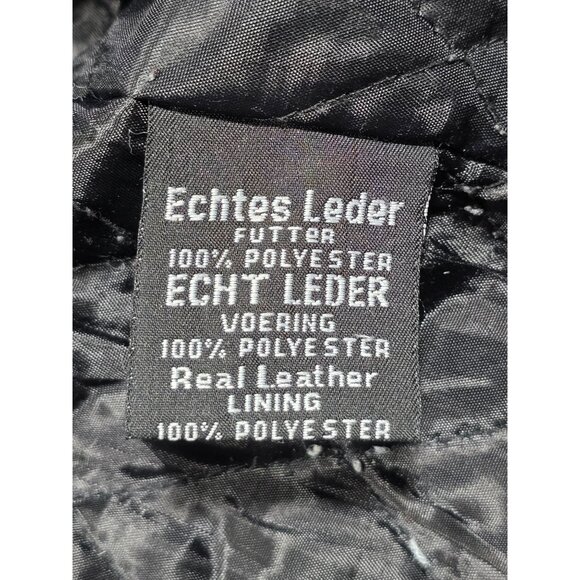 Echtes Leder
FUTTER
100% POLYESTER
ECHT LEDER
VOERING
100% POLYESTER
Real Leather
LINING
100% POLYESTER